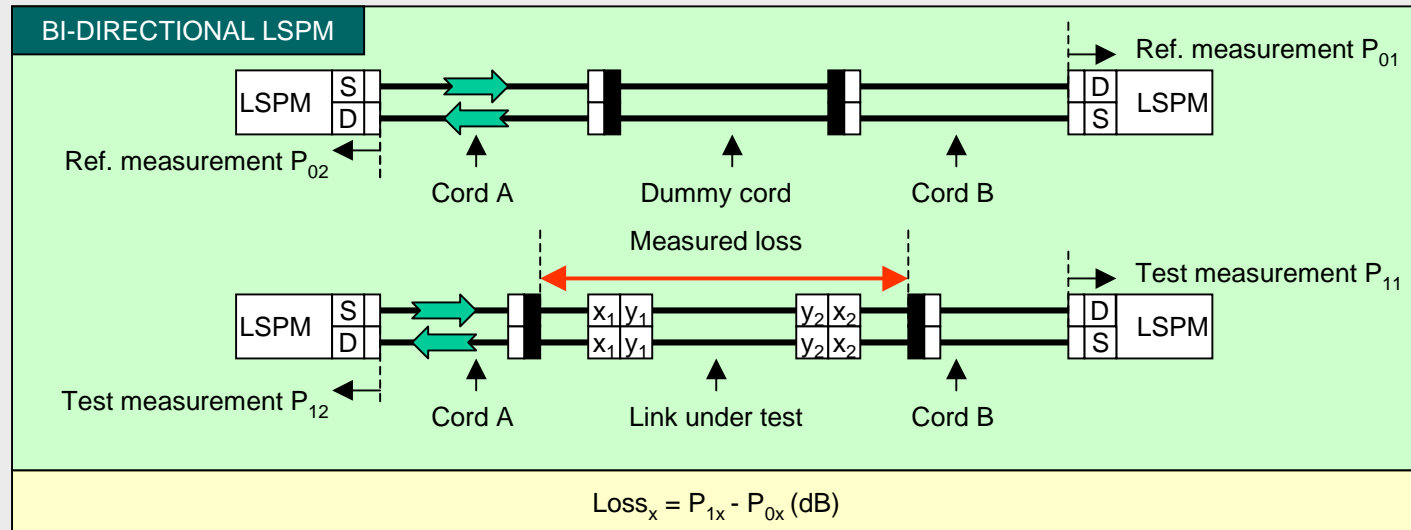 BI-DIRECTIONAL LSPM
Ref. measurement P₀₁
LSPM S D
D S LSPM
Ref. measurement P₀₂
Cord A Dummy cord Cord B
Measured loss
Test measurement P₁₁
LSPM S D
x₁ y₁ y₂ x₂
x₁ y₁ y₂ x₂
D S LSPM
Test measurement P₁₂
Cord A Link under test Cord B
Lossₓ = P₁ₓ - P₀ₓ (dB)